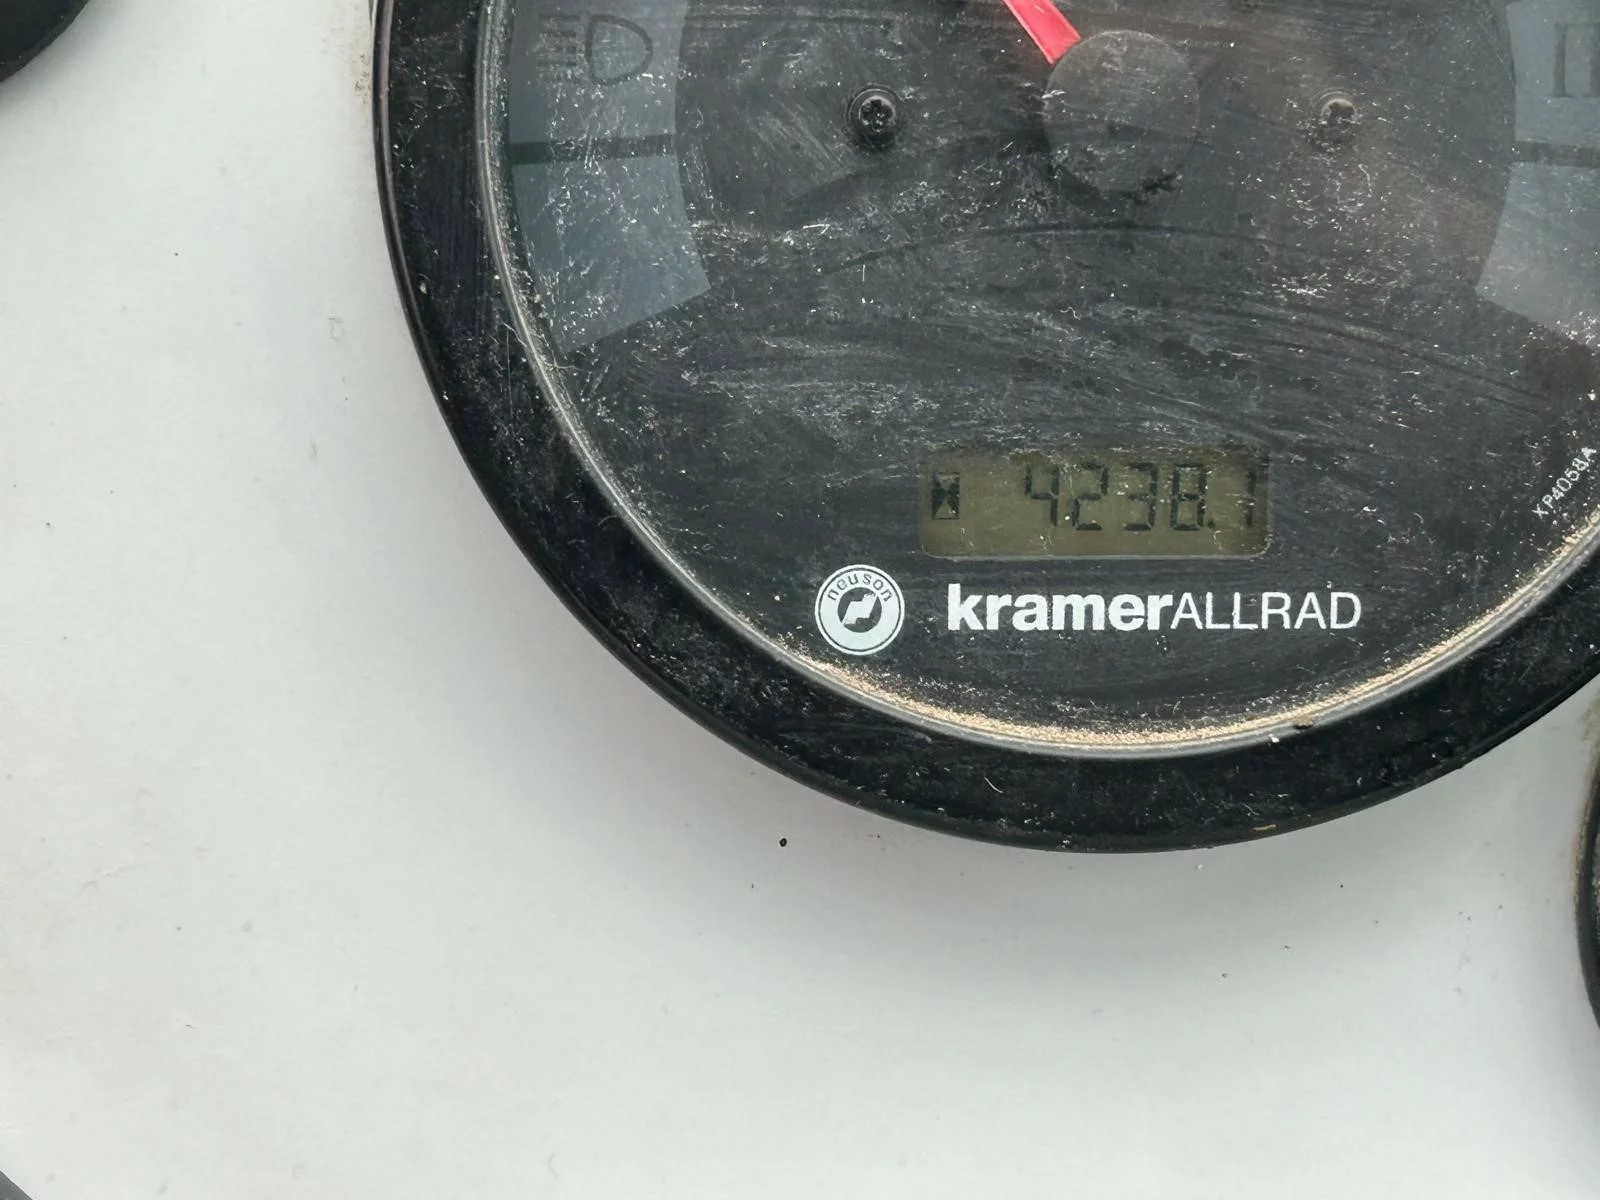 4238.1
XP4058A
neuson
kramerALLRAD